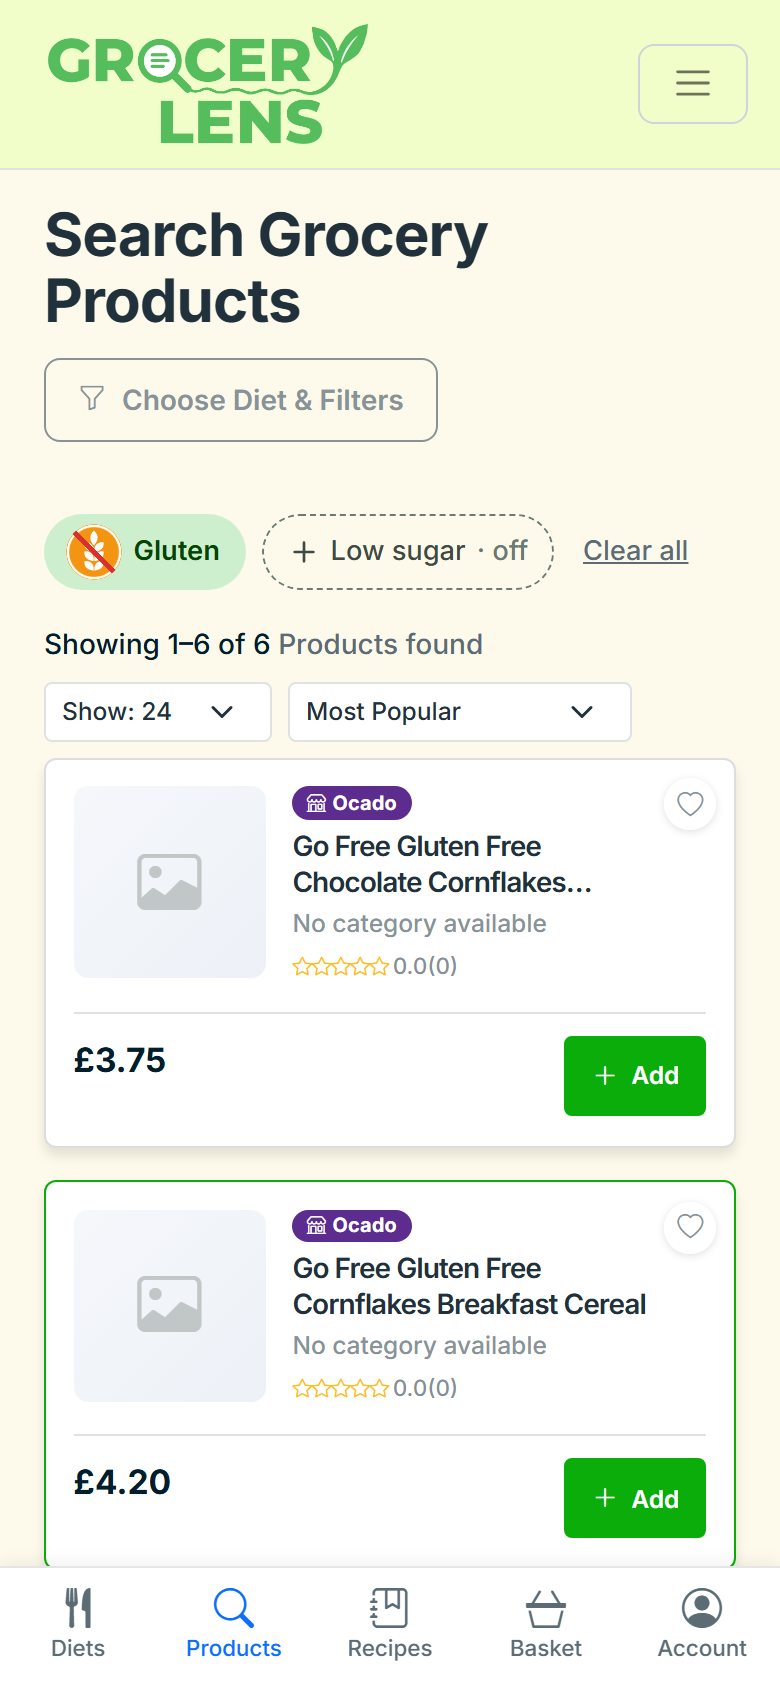 GROCERY
LENS
Search Grocery
Products
Choose Diet & Filters
Gluten
+ Low sugar · off
Clear all
Showing 1–6 of 6 Products found
Show: 24
Most Popular
Ocado
Go Free Gluten Free
Chocolate Cornflakes...
No category available
0.0(0)
£3.75
+ Add
Ocado
Go Free Gluten Free
Cornflakes Breakfast Cereal
No category available
0.0(0)
£4.20
+ Add
Diets
Products
Recipes
Basket
Account